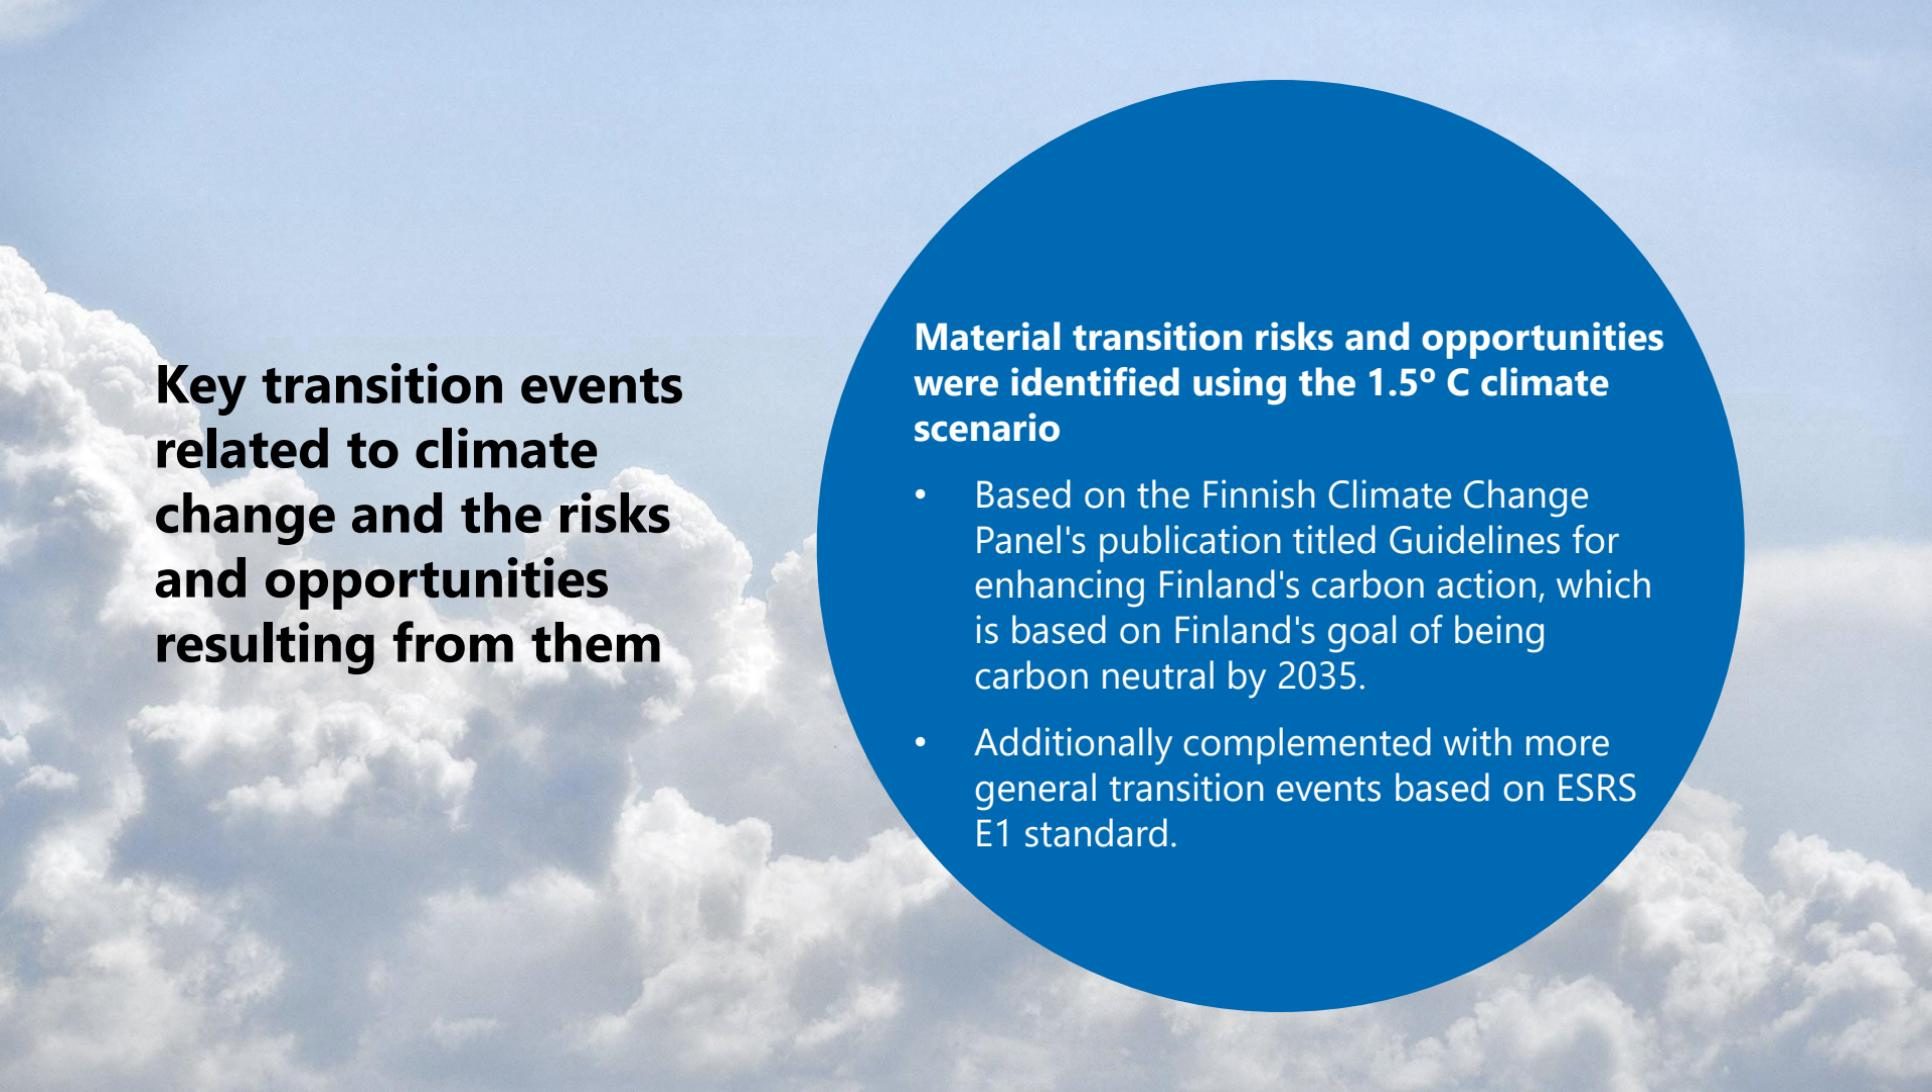 Key transition events
related to climate
change and the risks
and opportunities
resulting from them
Material transition risks and opportunities
were identified using the 1.5º C climate
scenario
• Based on the Finnish Climate Change
Panel's publication titled Guidelines for
enhancing Finland's carbon action, which
is based on Finland's goal of being
carbon neutral by 2035.
• Additionally complemented with more
general transition events based on ESRS
E1 standard.